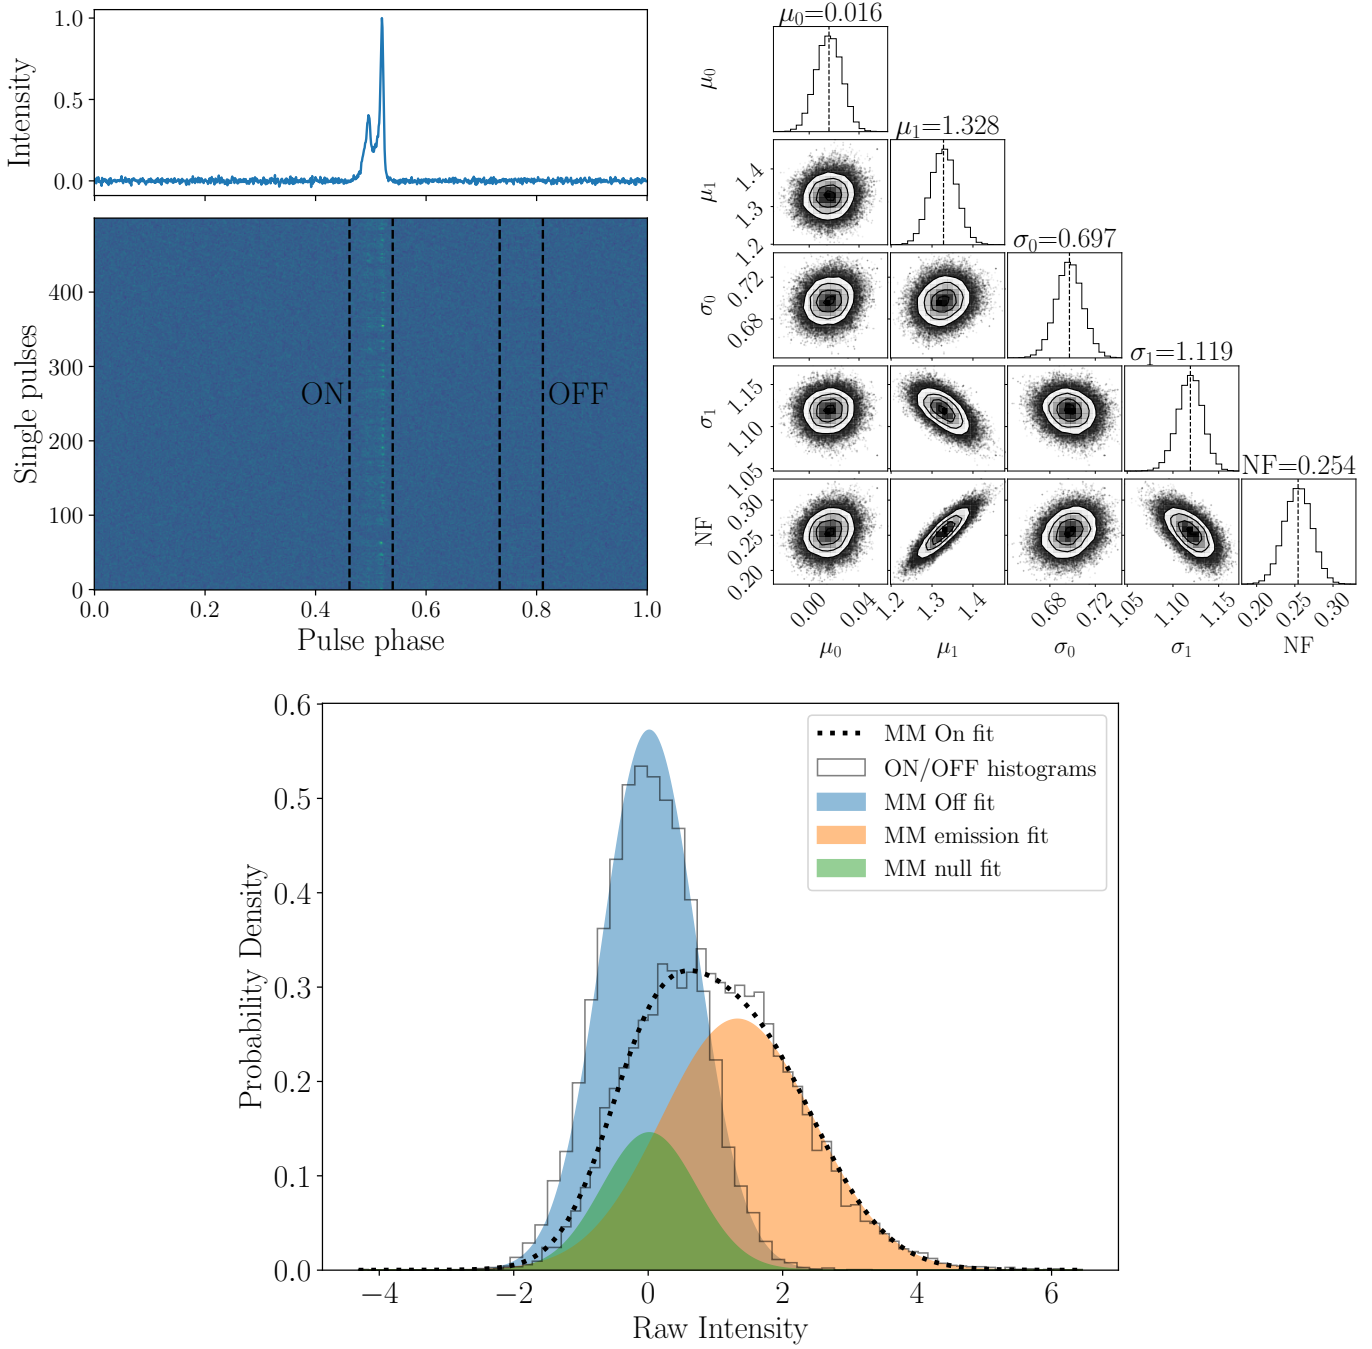 Intensity
1.0
0.5
0.0
Single pulses
400
300
200
100
0
ON
OFF
0.0 0.2 0.4 0.6 0.8 1.0
Pulse phase
μ₀=0.016
μ₀
μ₁=1.328
μ₁
1.4
1.3
1.2
σ₀=0.697
σ₀
0.72
0.68
σ₁=1.119
σ₁
1.15
1.10
1.05
NF=0.254
NF
0.30
0.25
0.20
0.00 0.04 1.2 1.3 1.4 0.68 0.72 1.05 1.10 1.15 0.20 0.25 0.30
μ₀ μ₁ σ₀ σ₁ NF
Probability Density
0.6
0.5
0.4
0.3
0.2
0.1
0.0
MM On fit
ON/OFF histograms
MM Off fit
MM emission fit
MM null fit
−4 −2 0 2 4 6
Raw Intensity